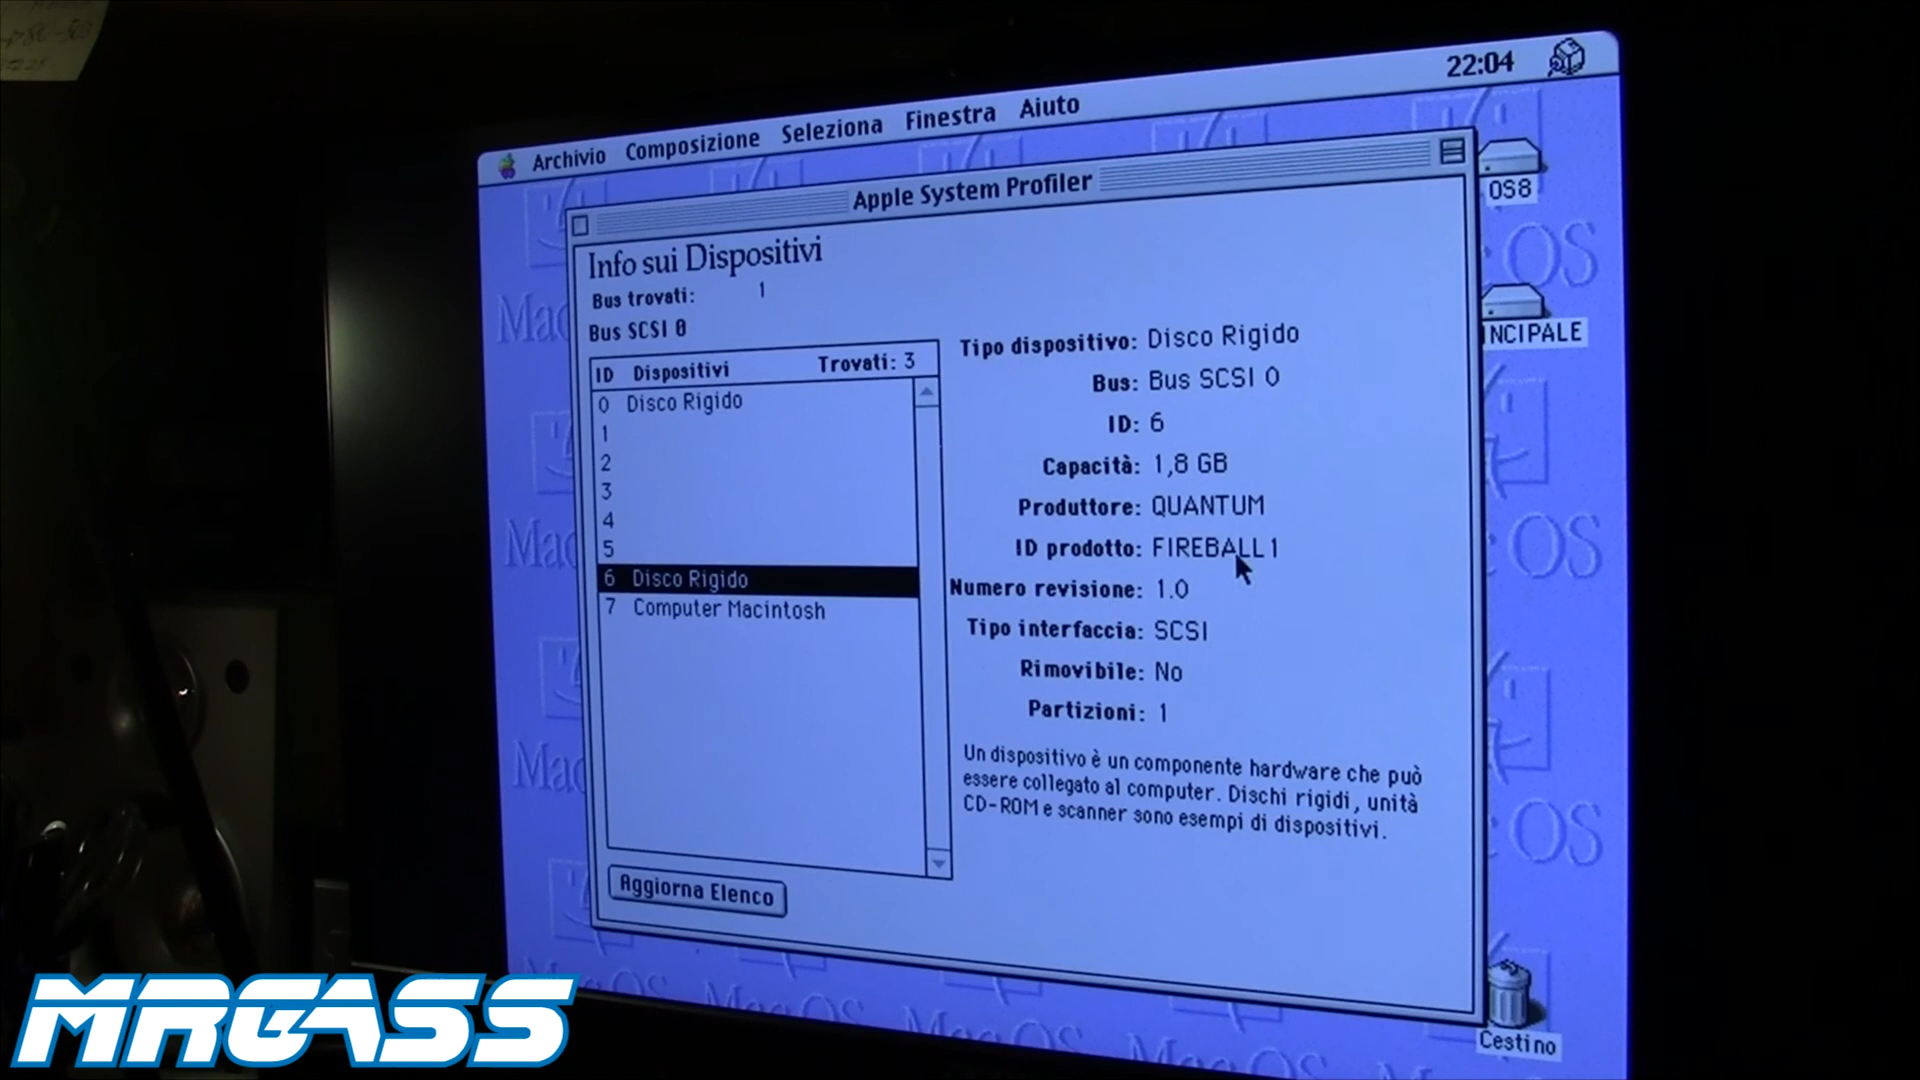 22:04
Archivio Composizione Seleziona Finestra Aiuto
Apple System Profiler
OS8
INCIPALE
Info sui Dispositivi
Bus trovati: 1
Bus SCSI 0
ID Dispositivi Trovati: 3
0 Disco Rigido
1
2
3
4
5
6 Disco Rigido
7 Computer Macintosh
Tipo dispositivo: Disco Rigido
Bus: Bus SCSI 0
ID: 6
Capacità: 1,8 GB
Produttore: QUANTUM
ID prodotto: FIREBALL1
Numero revisione: 1.0
Tipo interfaccia: SCSI
Rimovibile: No
Partizioni: 1
Un dispositivo è un componente hardware che può
essere collegato al computer. Dischi rigidi, unità
CD-ROM e scanner sono esempi di dispositivi.
Aggiorna Elenco
Cestino
Mac OS
MRGASS